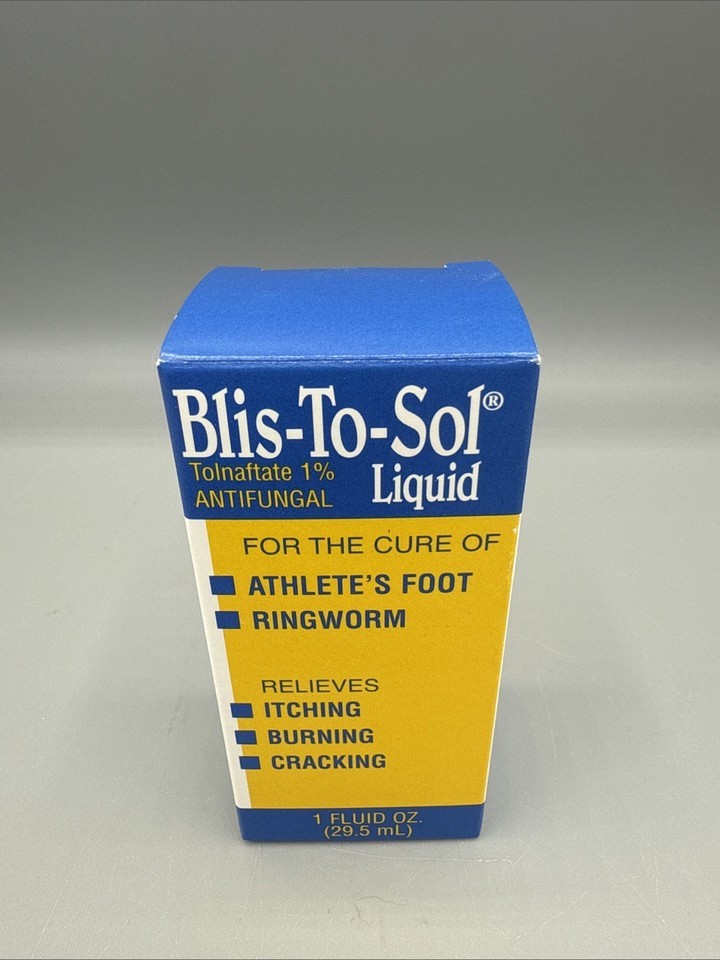 Blis-To-Sol®
Tolnaftate 1%
ANTIFUNGAL
Liquid
FOR THE CURE OF
ATHLETE'S FOOT
RINGWORM
RELIEVES
ITCHING
BURNING
CRACKING
1 FLUID OZ.
(29.5 mL)